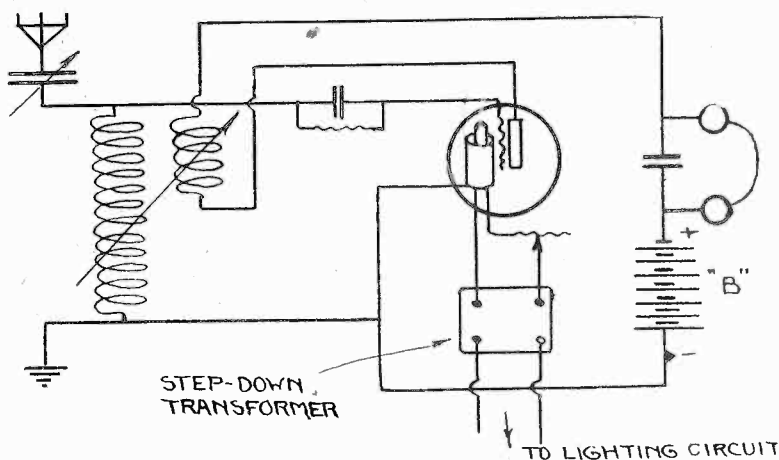 +
"B"
-
STEP-DOWN
TRANSFORMER
TO LIGHTING CIRCUIT